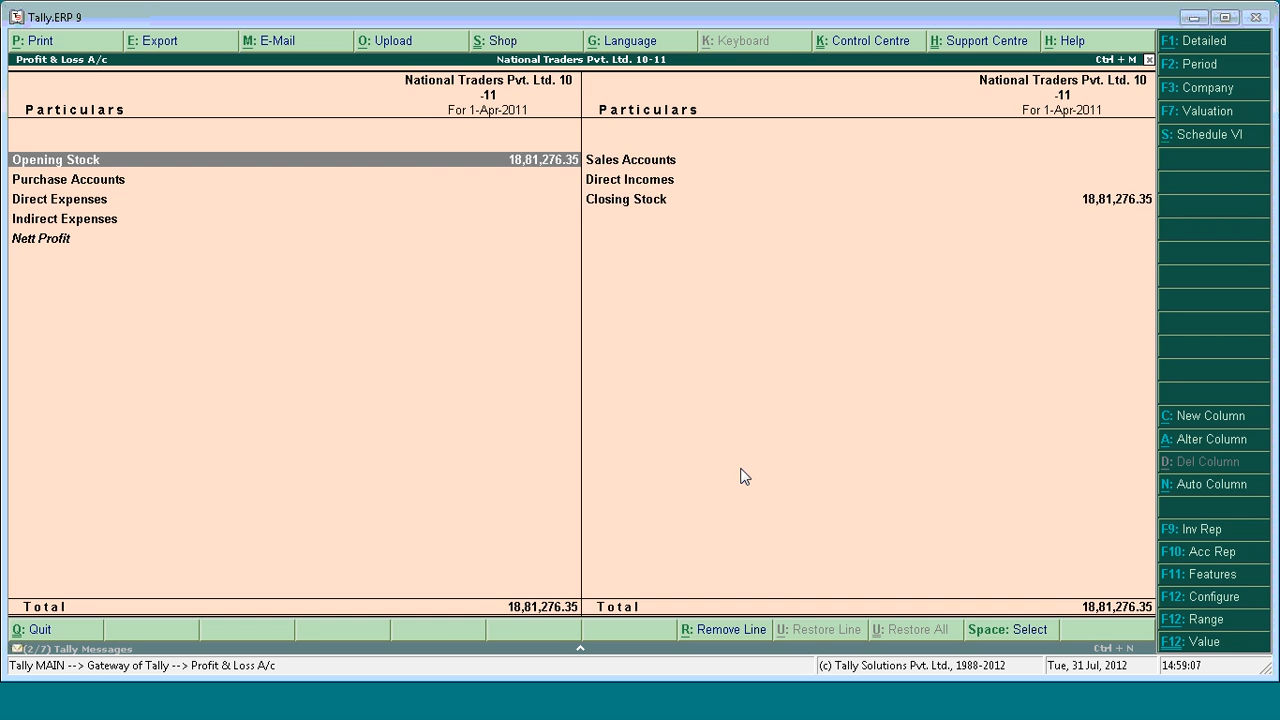 Tally.ERP 9
P: Print E: Export M: E-Mail O: Upload S: Shop G: Language K: Keyboard K: Control Centre H: Support Centre H: Help
Profit & Loss A/c National Traders Pvt. Ltd. 10-11 Ctrl + M
Particulars
National Traders Pvt. Ltd. 10
-11
For 1-Apr-2011
Particulars
National Traders Pvt. Ltd. 10
-11
For 1-Apr-2011
Opening Stock 18,81,276.35
Purchase Accounts
Direct Expenses
Indirect Expenses
Nett Profit
Sales Accounts
Direct Incomes
Closing Stock 18,81,276.35
Total 18,81,276.35
Total 18,81,276.35
F1: Detailed
F2: Period
F3: Company
F7: Valuation
S: Schedule VI
C: New Column
A: Alter Column
D: Del Column
N: Auto Column
F9: Inv Rep
F10: Acc Rep
F11: Features
F12: Configure
F12: Range
F12: Value
Q: Quit R: Remove Line U: Restore Line U: Restore All Space: Select
(2/7) Tally Messages Ctrl + N
Tally MAIN --> Gateway of Tally --> Profit & Loss A/c (c) Tally Solutions Pvt. Ltd., 1988-2012 Tue, 31 Jul, 2012 14:59:07